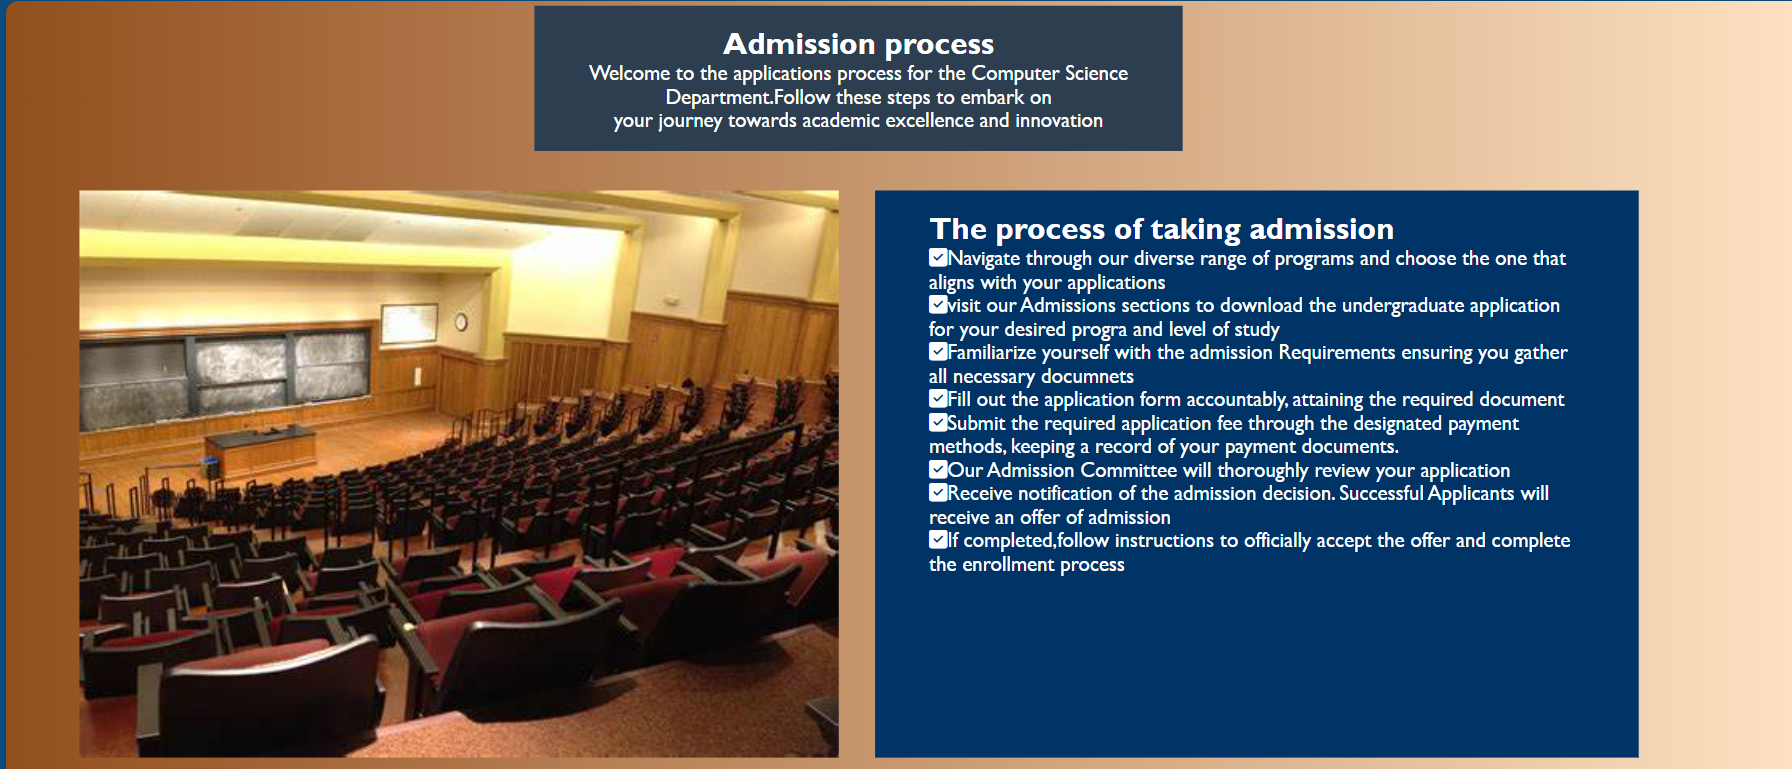 Admission process
Welcome to the applications process for the Computer Science
Department.Follow these steps to embark on
your journey towards academic excellence and innovation
The process of taking admission
Navigate through our diverse range of programs and choose the one that
aligns with your applications
visit our Admissions sections to download the undergraduate application
for your desired progra and level of study
Familiarize yourself with the admission Requirements ensuring you gather
all necessary documnets
Fill out the application form accountably, attaining the required document
Submit the required application fee through the designated payment
methods, keeping a record of your payment documents.
Our Admission Committee will thoroughly review your application
Receive notification of the admission decision. Successful Applicants will
receive an offer of admission
If completed,follow instructions to officially accept the offer and complete
the enrollment process